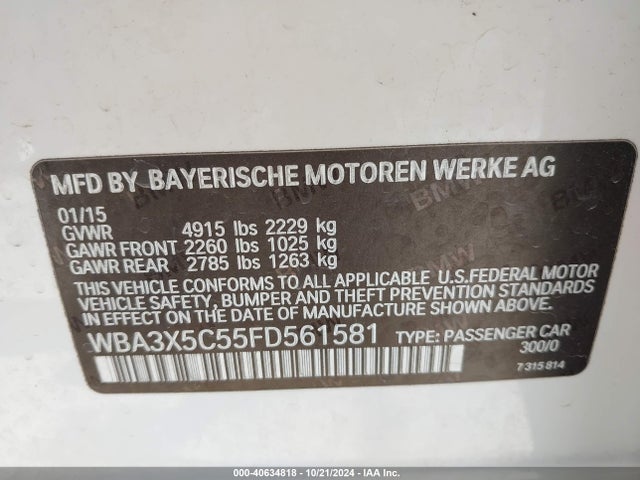 MFD BY BAYERISCHE MOTOREN WERKE AG
01/15
GVWR 4915 lbs 2229 kg
GAWR FRONT 2260 lbs 1025 kg
GAWR REAR 2785 lbs 1263 kg
THIS VEHICLE CONFORMS TO ALL APPLICABLE U.S.FEDERAL MOTOR
VEHICLE SAFETY, BUMPER AND THEFT PREVENTION STANDARDS
IN EFFECT ON THE DATE OF MANUFACTURE SHOWN ABOVE.
WBA3X5C55FD561581 TYPE: PASSENGER CAR
300/0
7 315 814
000-40634818 - 10/21/2024 - IAA Inc.